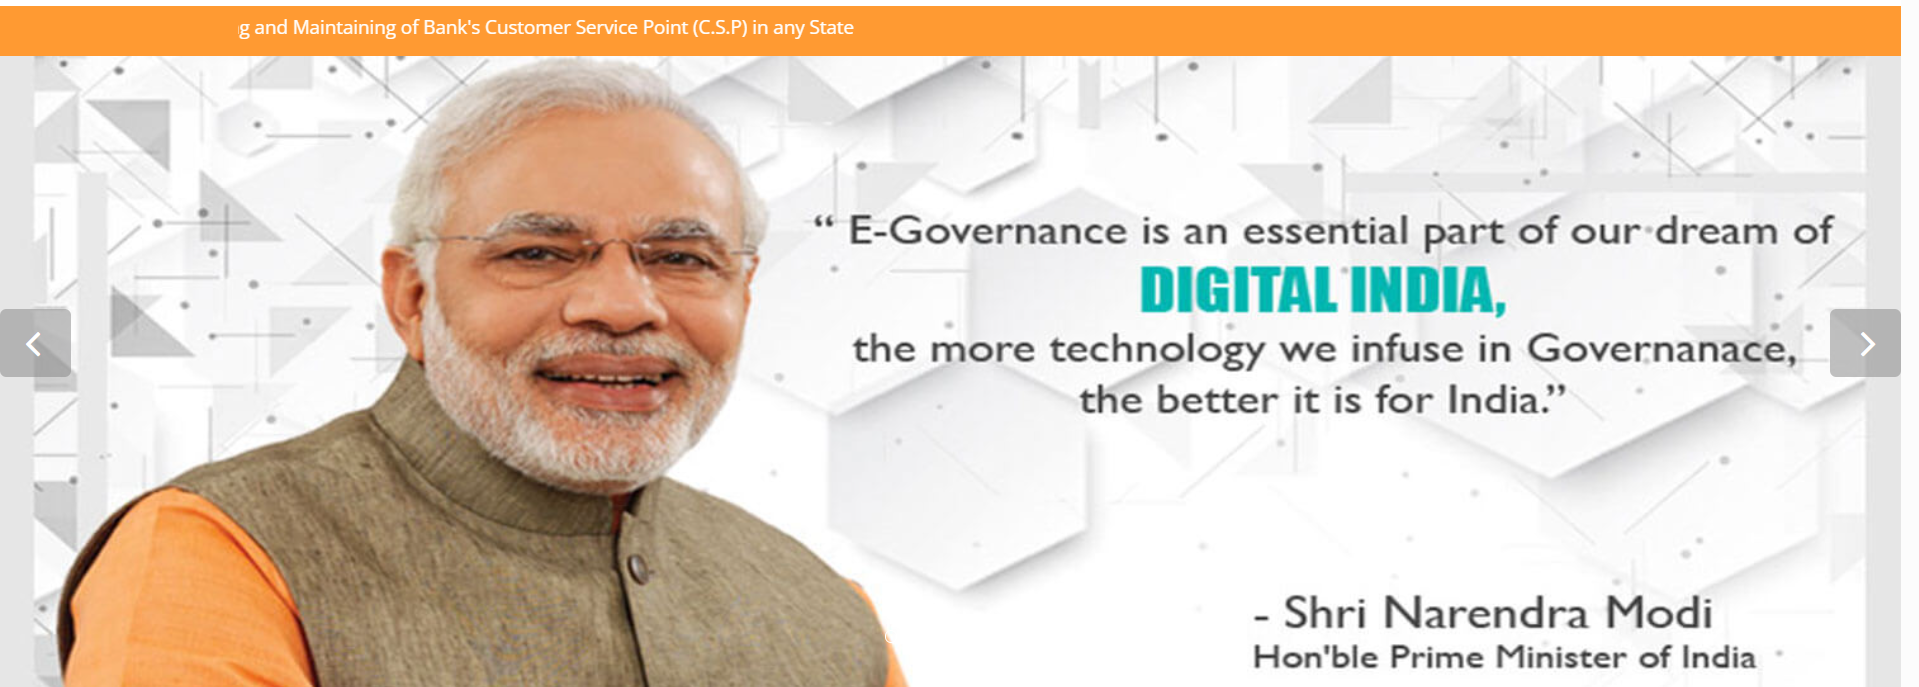 and Maintaining of Bank's Customer Service Point (C.S.P) in any State
“ E-Governance is an essential part of our dream of
DIGITAL INDIA,
the more technology we infuse in Governanace,
the better it is for India.”
- Shri Narendra Modi
Hon'ble Prime Minister of India